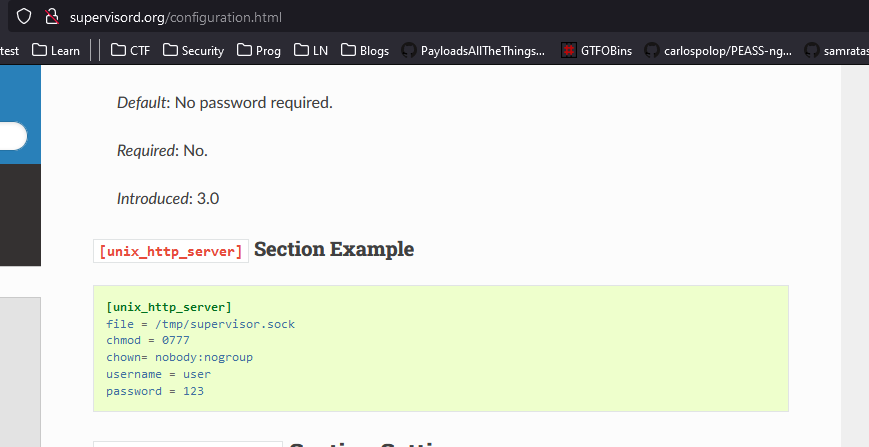 supervisord.org/configuration.html
test Learn CTF Security Prog LN Blogs PayloadsAllTheThings... GTFOBins carlospolop/PEASS-ng... samratas
Default: No password required.
Required: No.
Introduced: 3.0
[unix_http_server] Section Example
[unix_http_server]
file = /tmp/supervisor.sock
chmod = 0777
chown= nobody:nogroup
username = user
password = 123